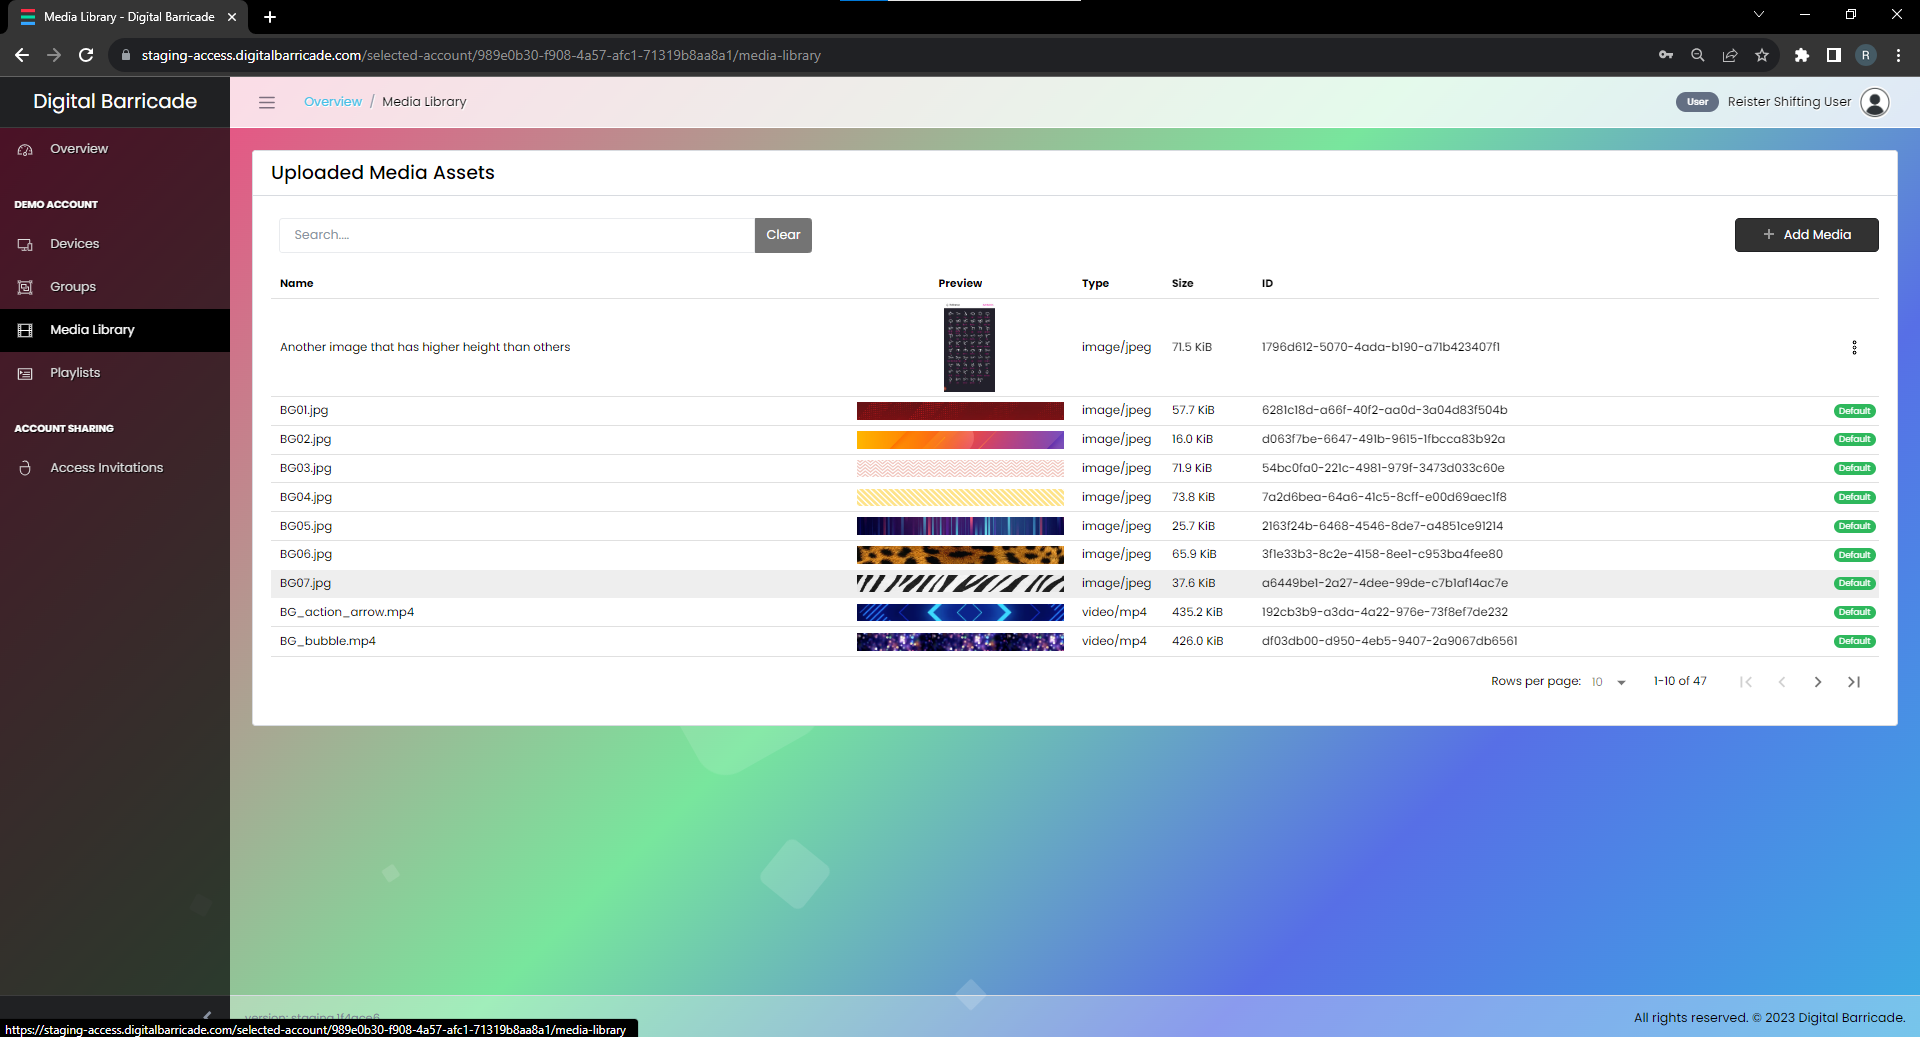 Media Library - Digital Barricade
staging-access.digitalbarricade.com/selected-account/989e0b30-f908-4a57-afc1-71319b8aa8a1/media-library
R
Digital Barricade
Overview / Media Library
User Reister Shifting User
Overview
DEMO ACCOUNT
Devices
Groups
Media Library
Playlists
ACCOUNT SHARING
Access Invitations
Uploaded Media Assets
Search.... Clear
+ Add Media
Name Preview Type Size ID
Another image that has higher height than others image/jpeg 71.5 KiB 1796d612-5070-4ada-b190-a71b423407f1
BG01.jpg image/jpeg 57.7 KiB 6281c18d-a66f-40f2-aa0d-3a04d83f504b Default
BG02.jpg image/jpeg 16.0 KiB d063f7be-6647-491b-9615-1fbcca83b92a Default
BG03.jpg image/jpeg 71.9 KiB 54bc0fa0-221c-4981-979f-3473d033c60e Default
BG04.jpg image/jpeg 73.8 KiB 7a2d6bea-64a6-41c5-8cff-e00d69aec1f8 Default
BG05.jpg image/jpeg 25.7 KiB 2163f24b-6468-4546-8de7-a4851ce91214 Default
BG06.jpg image/jpeg 65.9 KiB 3f1e33b3-8c2e-4158-8ee1-c953ba4fee80 Default
BG07.jpg image/jpeg 37.6 KiB a6449be1-2a27-4dee-99de-c7b1af14ac7e Default
BG_action_arrow.mp4 video/mp4 435.2 KiB 192cb3b9-a3da-4a22-976e-73f8ef7de232 Default
BG_bubble.mp4 video/mp4 426.0 KiB df03db00-d950-4eb5-9407-2a9067db6561 Default
Rows per page: 10 1-10 of 47
version: staging
All rights reserved. © 2023 Digital Barricade.
https://staging-access.digitalbarricade.com/selected-account/989e0b30-f908-4a57-afc1-71319b8aa8a1/media-library